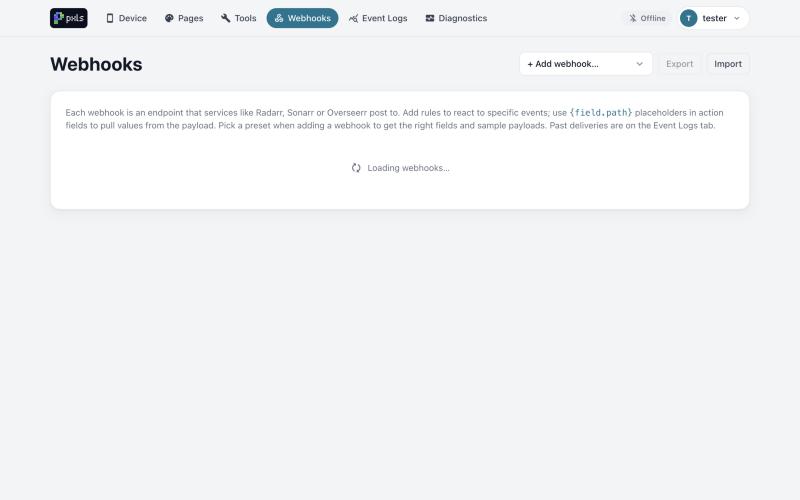 pxls Device Pages Tools Webhooks Event Logs Diagnostics Offline T tester
Webhooks + Add webhook... Export Import
Each webhook is an endpoint that services like Radarr, Sonarr or Overseerr post to. Add rules to react to specific events; use {field.path} placeholders in action
fields to pull values from the payload. Pick a preset when adding a webhook to get the right fields and sample payloads. Past deliveries are on the Event Logs tab.
Loading webhooks...